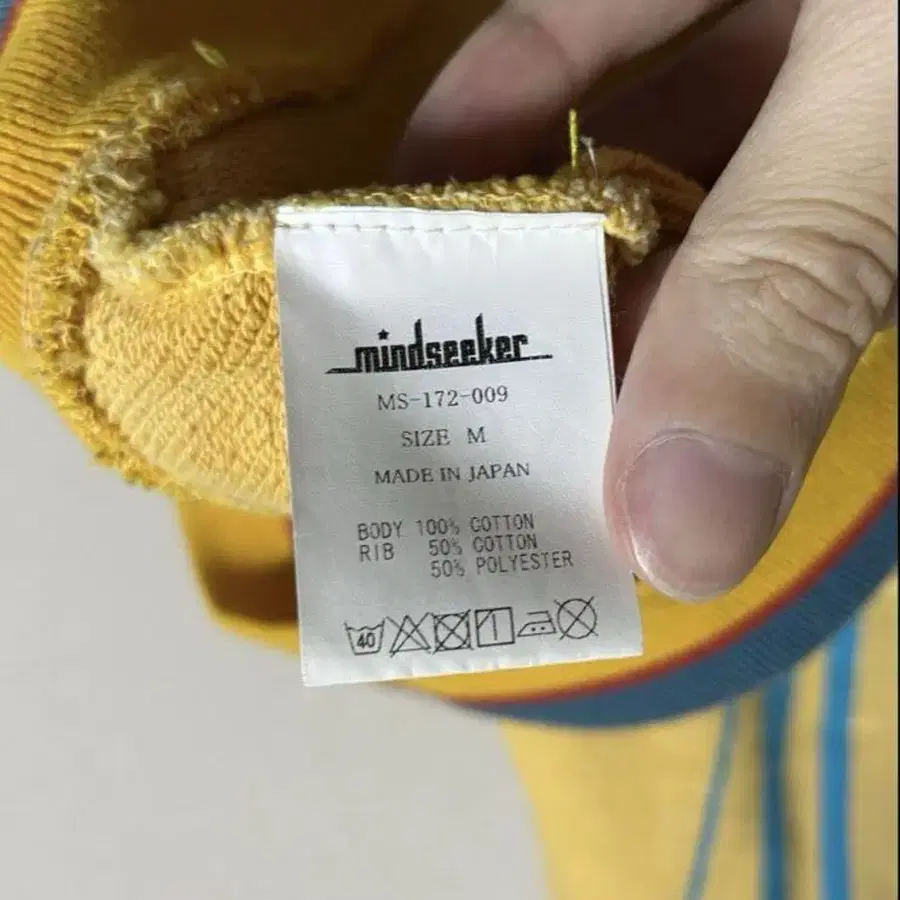 mindseeker
MS-172-009
SIZE M
MADE IN JAPAN
BODY 100% COTTON
RIB 50% COTTON
50% POLYESTER
40